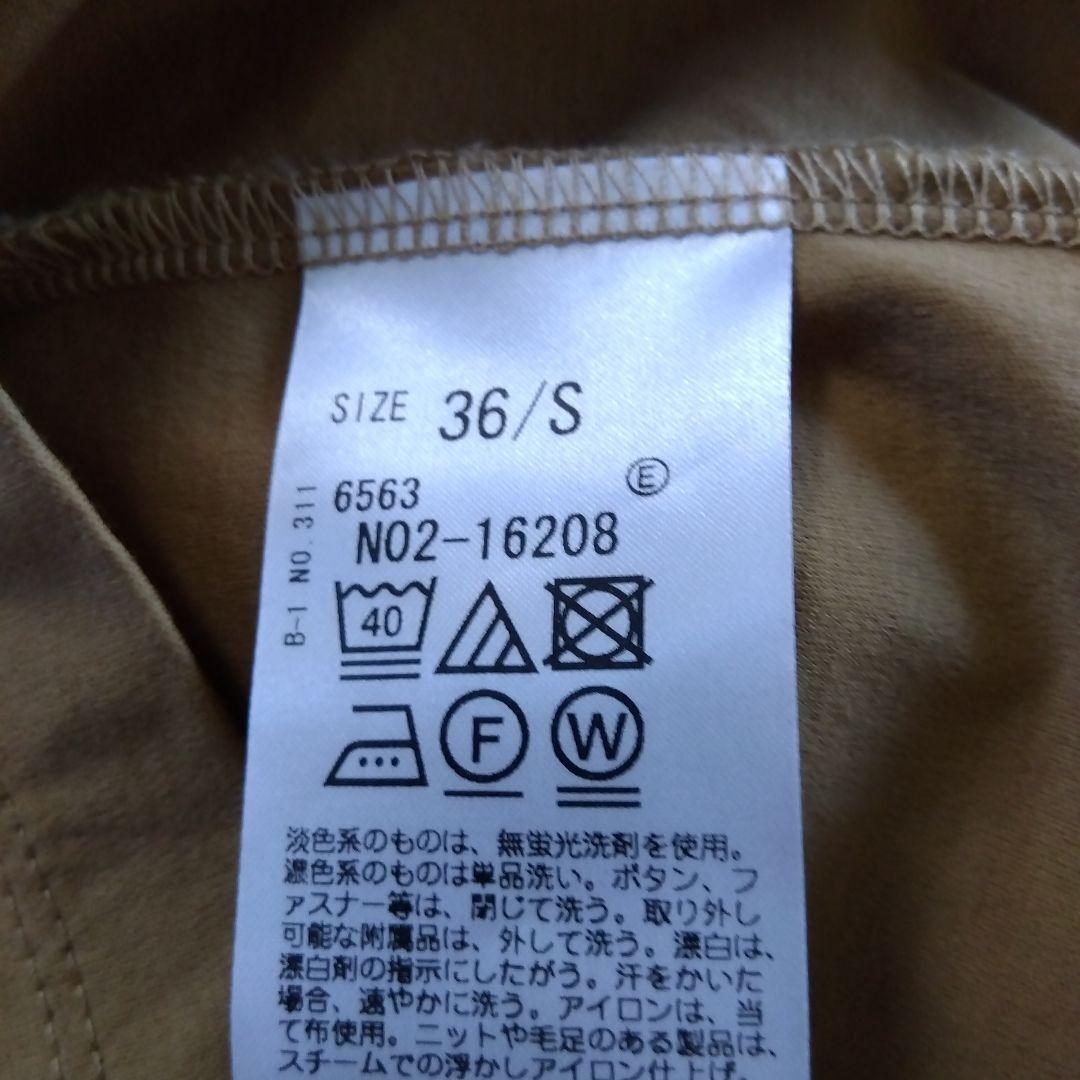 SIZE 36/S
6563 E
N02-16208
B-1 NO.311
40
F W
淡色系のものは、無蛍光洗剤を使用。
濃色系のものは単品洗い。ボタン、フ
ァスナー等は、閉じて洗う。取り外し
可能な附属品は、外して洗う。漂白は、
漂白剤の指示にしたがう。汗をかいた
場合、速やかに洗う。アイロンは、当
て布使用。ニットや毛足のある製品は、
スチームでの浮かしアイロン仕上げ。